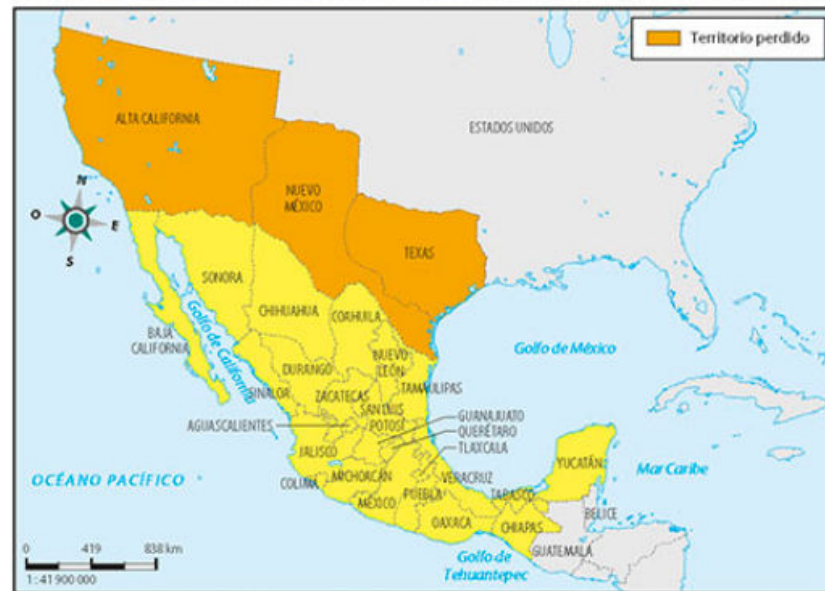 Territorio perdido
ALTA CALIFORNIA
ESTADOS UNIDOS
NUEVO
MÉXICO
N
O
E
S
TEXAS
SONORA
CHIHUAHUA
COAHUILA
Golfo de California
BAJA
CALIFORNIA
Golfo de México
NUEVO
LEÓN
DURANGO
TAMAULIPAS
SINALOR
ZACATECAS
SAN LUIS
POTOSÍ
GUANAJUATO
AGUASCALIENTES
QUERÉTARO
TLAXCALA
JALISCO
YUCATÁN
Mar Caribe
OCÉANO PACÍFICO
MICHOACÁN
VERACRUZ
COLIMA
PUEBLA
TABASCO
MÉXICO
BELICE
OAXACA
CHIAPAS
GUATEMALA
0 419 838 km
1:41 900 000
Golfo de
Tehuantepec